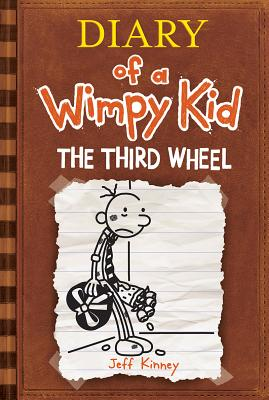 DIARY
of a
Wimpy Kid
THE THIRD WHEEL
Jeff Kinney